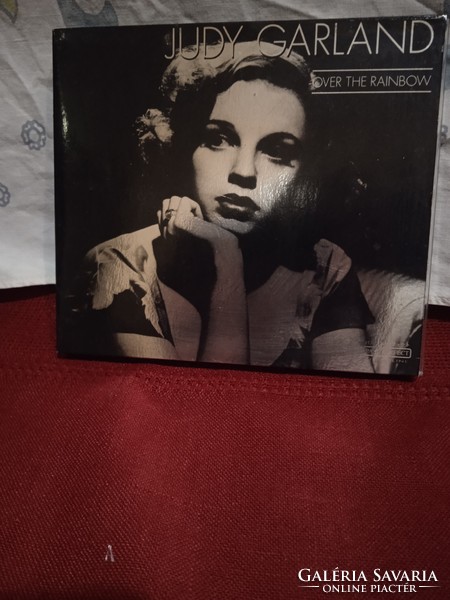 JUDY GARLAND
OVER THE RAINBOW
GALÉRIA SAVARIA
ONLINE PIACTÉR